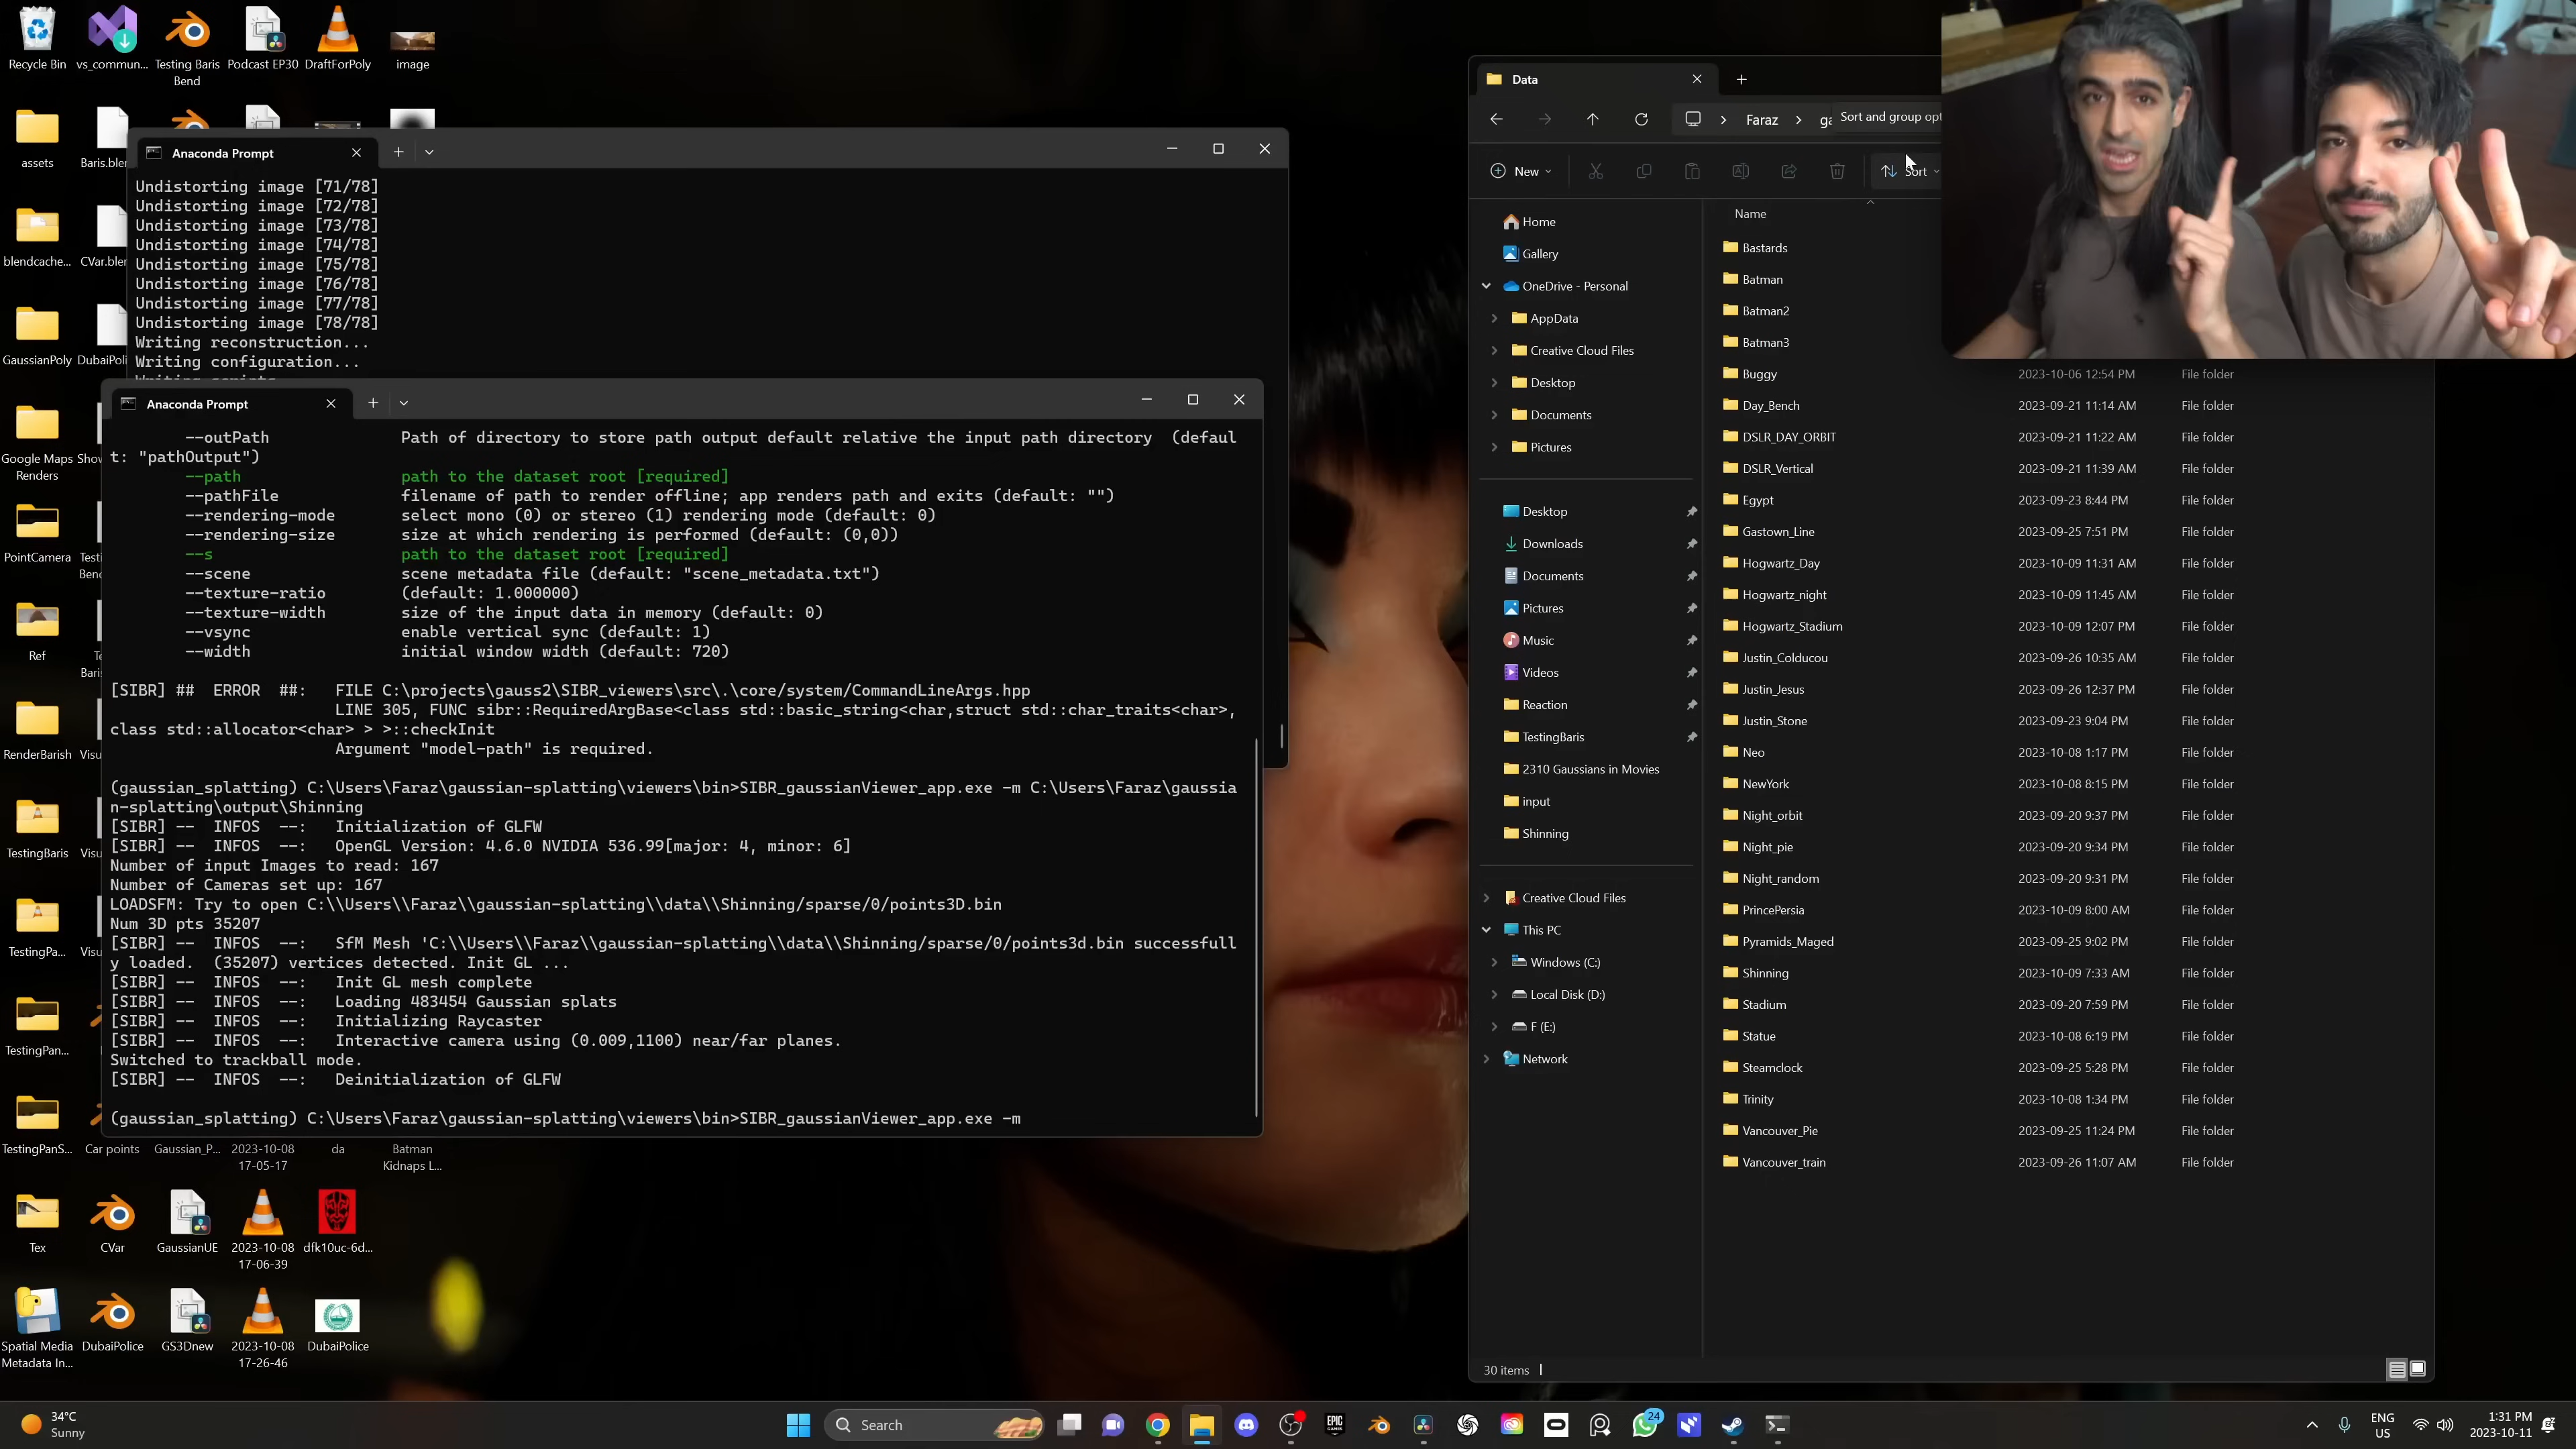 Recycle Bin
vs_commun...
Testing Baris
Bend
Podcast EP30
DraftForPoly
image
assets
Baris.blen
blendcache...
CVar.blen
GaussianPoly
DubaiPoli
Google Maps
Renders
Show
PointCamera
Testi
Bend
Ref
Te
Baris
RenderBarish
Visu
TestingBaris
Visu
TestingPa...
Visu
TestingPan...
TestingPanS...
Car points
Gaussian_P...
2023-10-08
17-05-17
da
Batman
Kidnaps L...
Tex
CVar
GaussianUE
2023-10-08
17-06-39
dfk10uc-6d...
Spatial Media
Metadata In...
DubaiPolice
GS3Dnew
2023-10-08
17-26-46
DubaiPolice
Anaconda Prompt
Undistorting image [71/78]
Undistorting image [72/78]
Undistorting image [73/78]
Undistorting image [74/78]
Undistorting image [75/78]
Undistorting image [76/78]
Undistorting image [77/78]
Undistorting image [78/78]
Writing reconstruction...
Writing configuration...
Anaconda Prompt
--outPath Path of directory to store path output default relative the input path directory (defaul
t: "pathOutput")
--path path to the dataset root [required]
--pathFile filename of path to render offline; app renders path and exits (default: "")
--rendering-mode select mono (0) or stereo (1) rendering mode (default: 0)
--rendering-size size at which rendering is performed (default: (0,0))
--s path to the dataset root [required]
--scene scene metadata file (default: "scene_metadata.txt")
--texture-ratio (default: 1.000000)
--texture-width size of the input data in memory (default: 0)
--vsync enable vertical sync (default: 1)
--width initial window width (default: 720)
[SIBR] ## ERROR ##: FILE C:\projects\gauss2\SIBR_viewers\src\.\core/system/CommandLineArgs.hpp
LINE 305, FUNC sibr::RequiredArgBase<class std::basic_string<char,struct std::char_traits<char>,
class std::allocator<char> > >::checkInit
Argument "model-path" is required.
(gaussian_splatting) C:\Users\Faraz\gaussian-splatting\viewers\bin>SIBR_gaussianViewer_app.exe -m C:\Users\Faraz\gaussia
n-splatting\output\Shinning
[SIBR] -- INFOS --: Initialization of GLFW
[SIBR] -- INFOS --: OpenGL Version: 4.6.0 NVIDIA 536.99[major: 4, minor: 6]
Number of input Images to read: 167
Number of Cameras set up: 167
LOADSFM: Try to open C:\\Users\\Faraz\\gaussian-splatting\\data\\Shinning/sparse/0/points3D.bin
Num 3D pts 35207
[SIBR] -- INFOS --: SfM Mesh 'C:\\Users\\Faraz\\gaussian-splatting\\data\\Shinning/sparse/0/points3d.bin successfull
y loaded. (35207) vertices detected. Init GL ...
[SIBR] -- INFOS --: Init GL mesh complete
[SIBR] -- INFOS --: Loading 483454 Gaussian splats
[SIBR] -- INFOS --: Initializing Raycaster
[SIBR] -- INFOS --: Interactive camera using (0.009,1100) near/far planes.
Switched to trackball mode.
[SIBR] -- INFOS --: Deinitialization of GLFW
(gaussian_splatting) C:\Users\Faraz\gaussian-splatting\viewers\bin>SIBR_gaussianViewer_app.exe -m
Data
Faraz
ga
Sort and group opt
New
Sort
Home
Gallery
OneDrive - Personal
AppData
Creative Cloud Files
Desktop
Documents
Pictures
Desktop
Downloads
Documents
Pictures
Music
Videos
Reaction
TestingBaris
2310 Gaussians in Movies
input
Shinning
Creative Cloud Files
This PC
Windows (C:)
Local Disk (D:)
F (E:)
Network
Name
Bastards
Batman
Batman2
Batman3
Buggy 2023-10-06 12:54 PM File folder
Day_Bench 2023-09-21 11:14 AM File folder
DSLR_DAY_ORBIT 2023-09-21 11:22 AM File folder
DSLR_Vertical 2023-09-21 11:39 AM File folder
Egypt 2023-09-23 8:44 PM File folder
Gastown_Line 2023-09-25 7:51 PM File folder
Hogwartz_Day 2023-10-09 11:31 AM File folder
Hogwartz_night 2023-10-09 11:45 AM File folder
Hogwartz_Stadium 2023-10-09 12:07 PM File folder
Justin_Colducou 2023-09-26 10:35 AM File folder
Justin_Jesus 2023-09-26 12:37 PM File folder
Justin_Stone 2023-09-23 9:04 PM File folder
Neo 2023-10-08 1:17 PM File folder
NewYork 2023-10-08 8:15 PM File folder
Night_orbit 2023-09-20 9:37 PM File folder
Night_pie 2023-09-20 9:34 PM File folder
Night_random 2023-09-20 9:31 PM File folder
PrincePersia 2023-10-09 8:00 AM File folder
Pyramids_Maged 2023-09-25 9:02 PM File folder
Shinning 2023-10-09 7:33 AM File folder
Stadium 2023-09-20 7:59 PM File folder
Statue 2023-10-08 6:19 PM File folder
Steamclock 2023-09-25 5:28 PM File folder
Trinity 2023-10-08 1:34 PM File folder
Vancouver_Pie 2023-09-25 11:24 PM File folder
Vancouver_train 2023-09-26 11:07 AM File folder
30 items
34°C
Sunny
Search
EPIC
GAMES
24
ENG
US
1:31 PM
2023-10-11